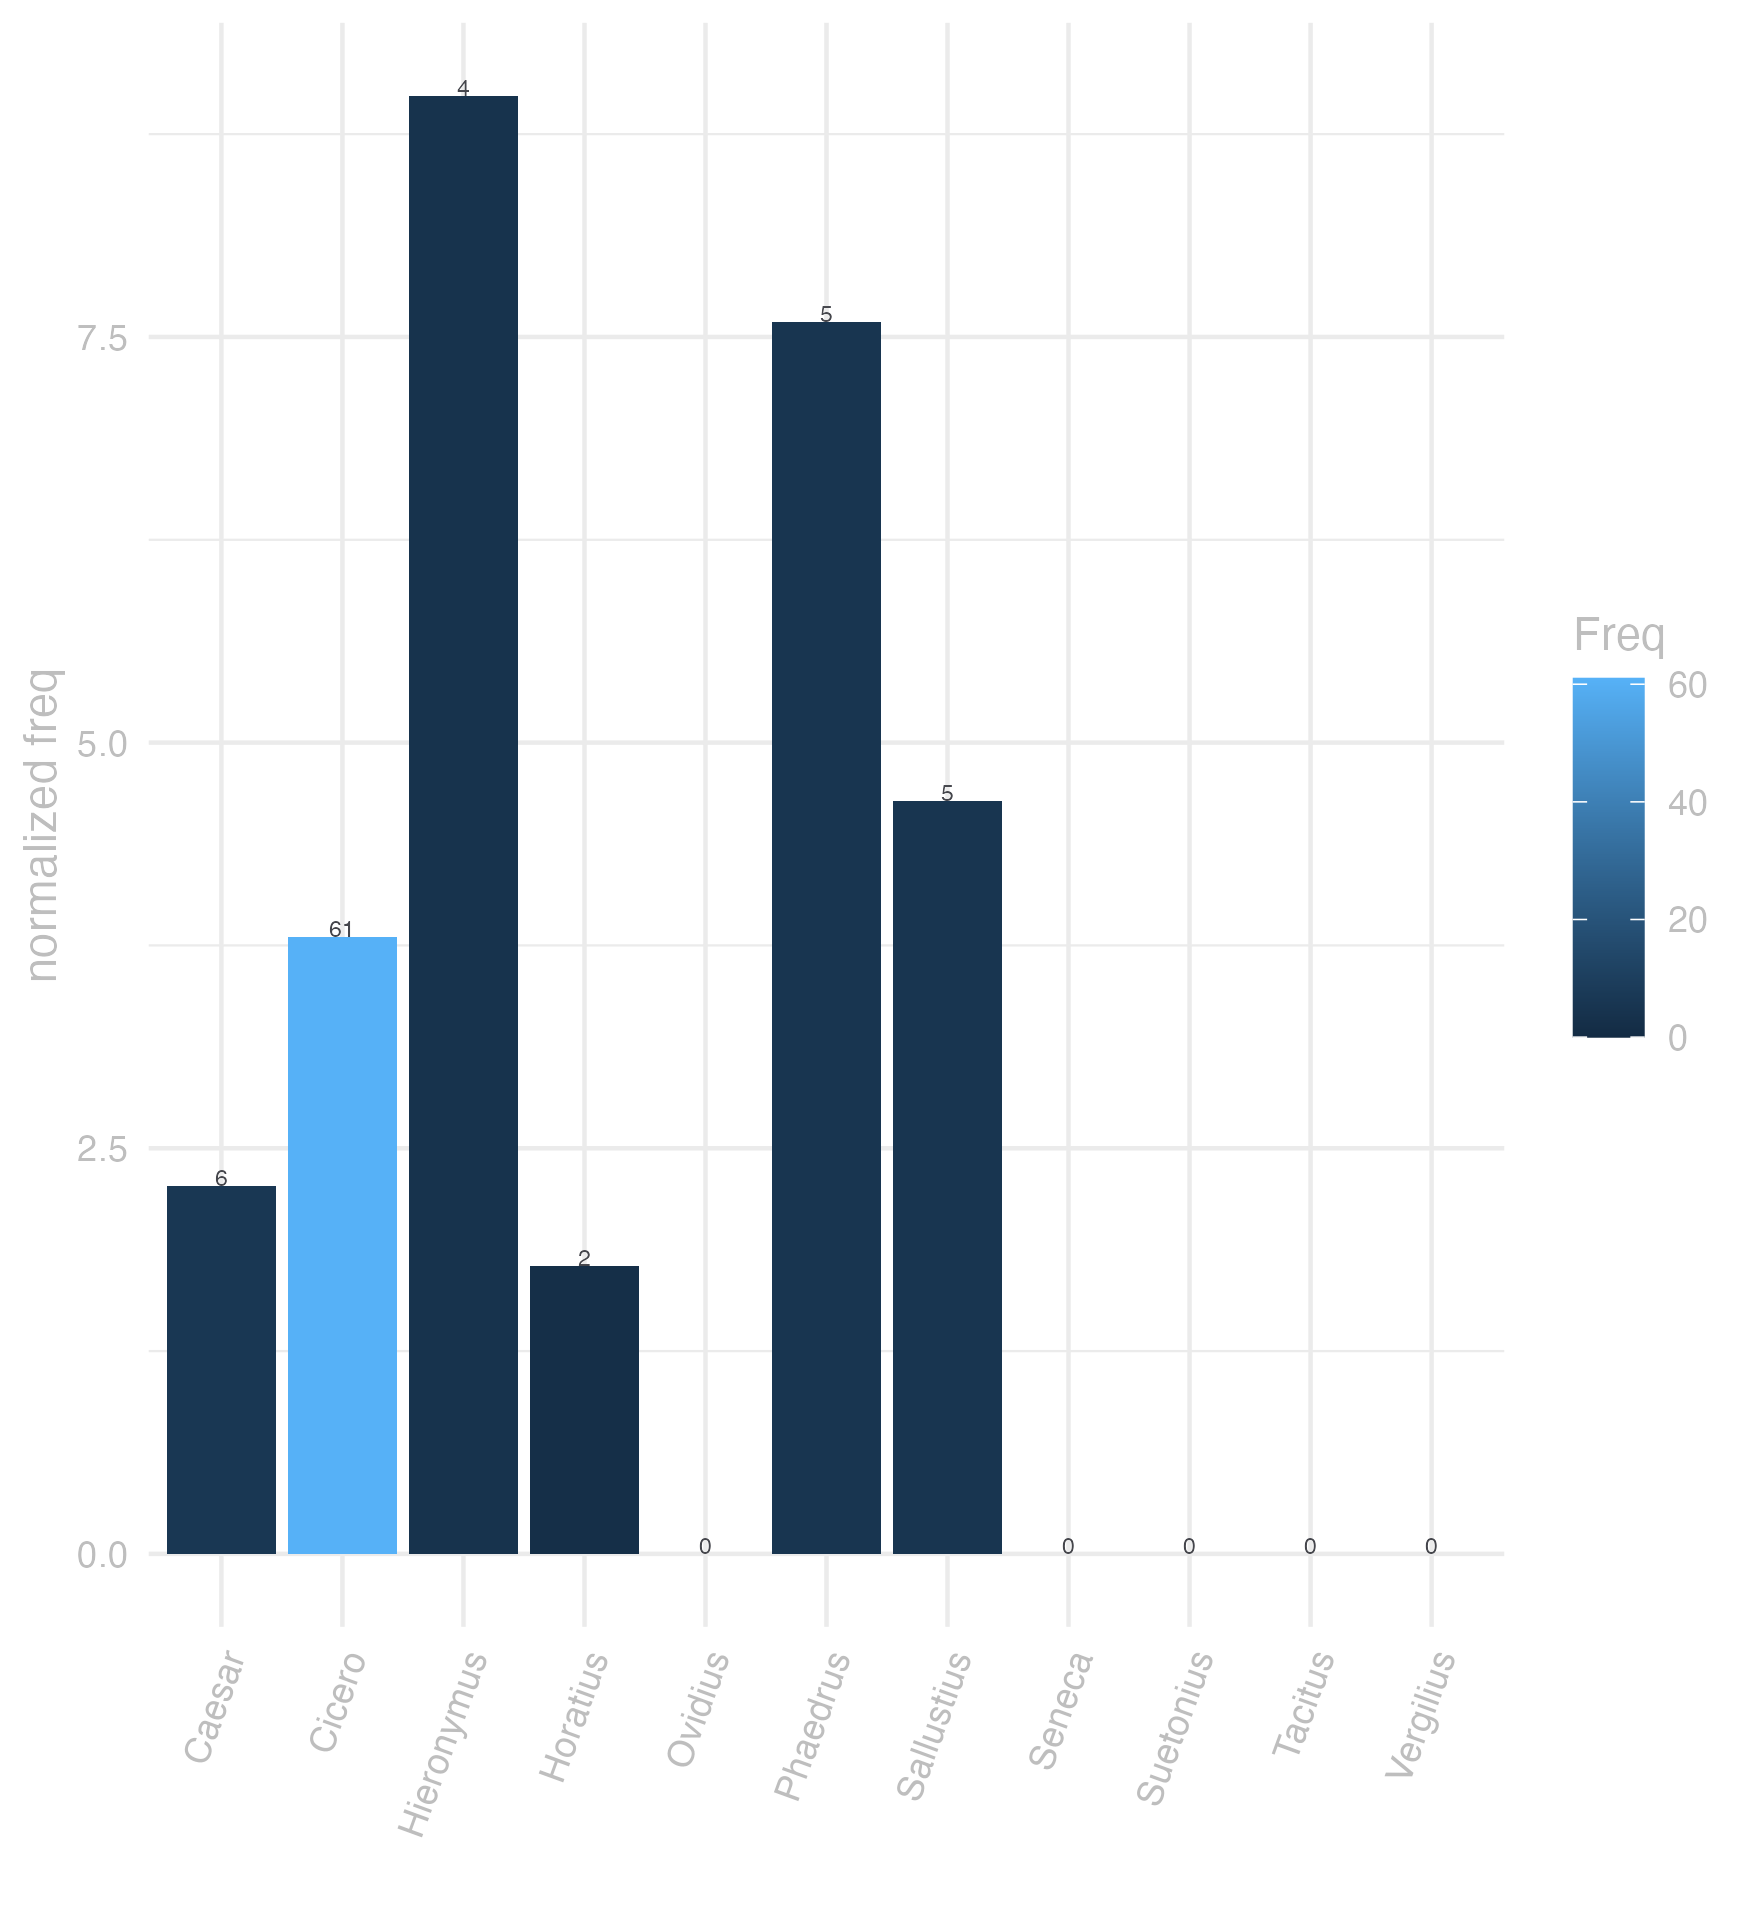 4
5
7.5
5.0
5
61
2.5
6
2
0.0
0
0
0
0
0
normalized freq
Caesar
Cicero
Hieronymus
Horatius
Ovidius
Phaedrus
Sallustius
Seneca
Suetonius
Tacitus
Vergilius
Freq
60
40
20
0